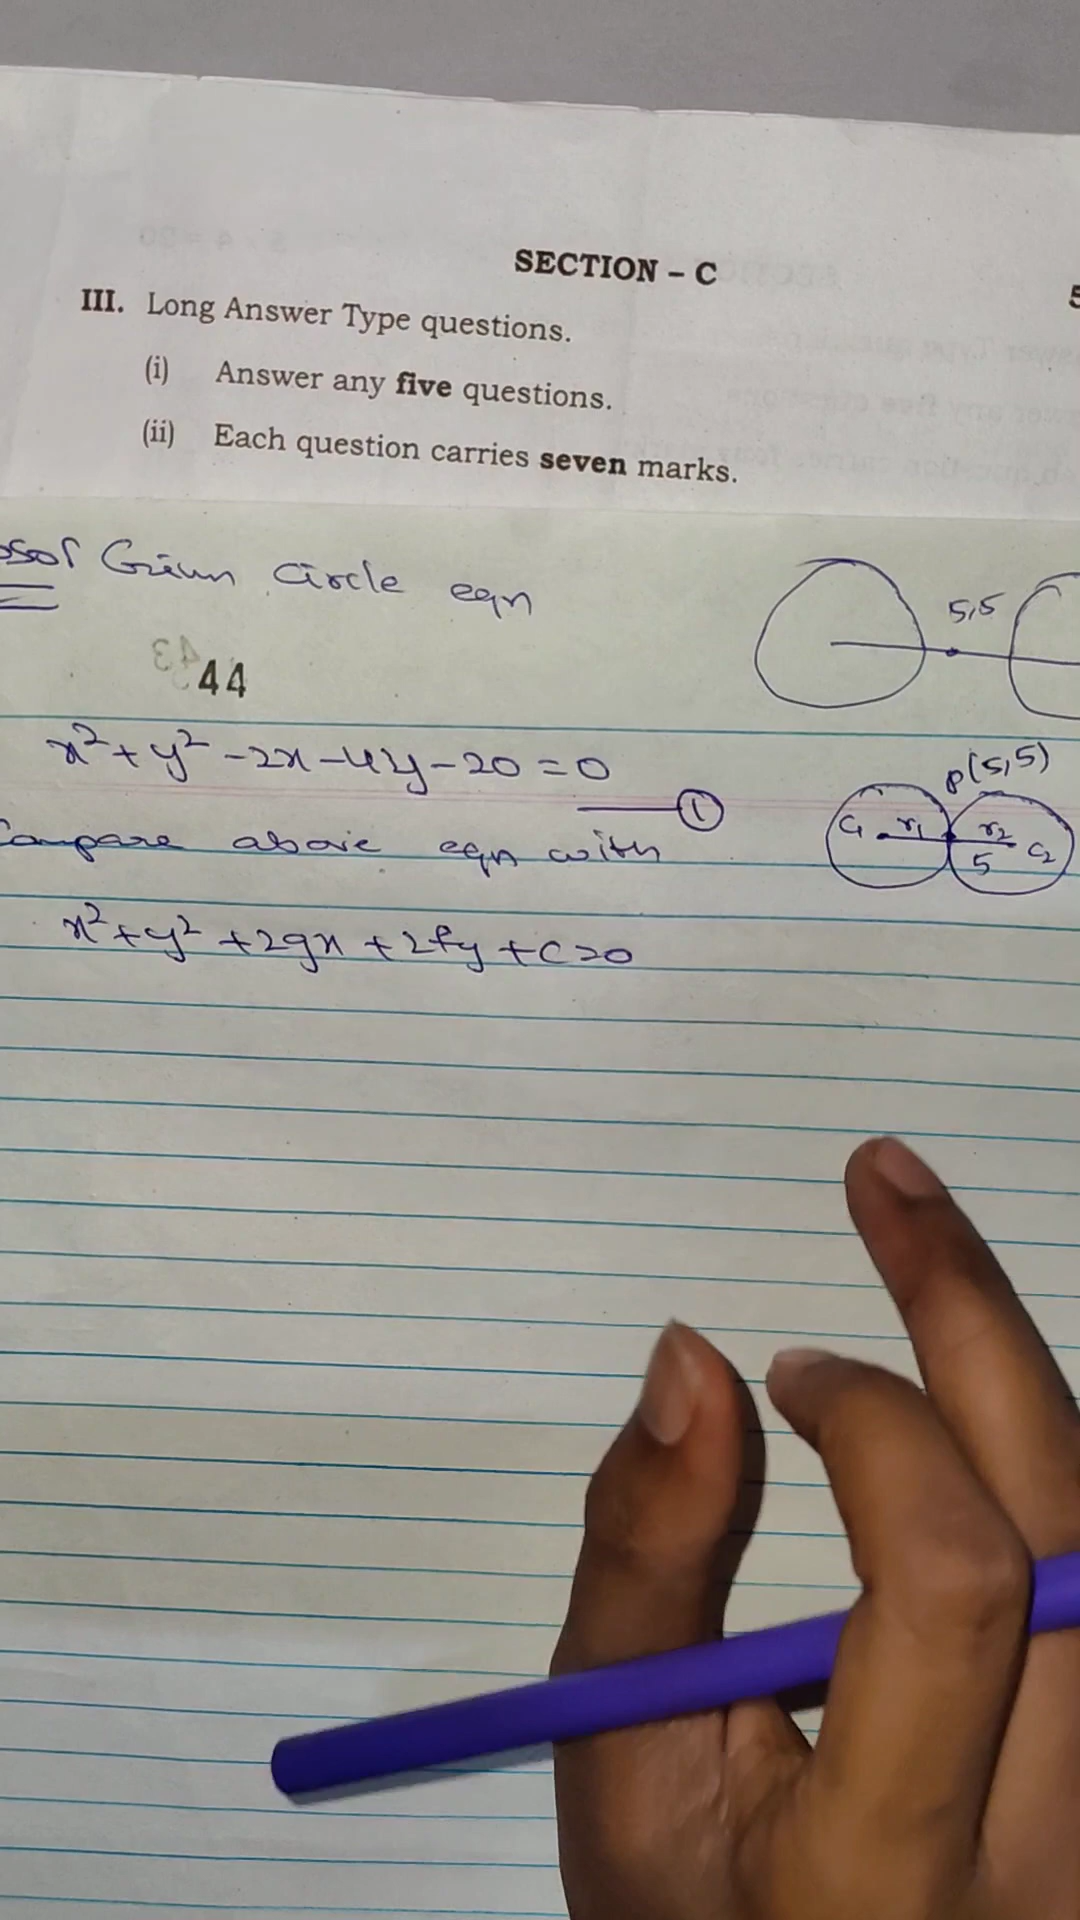 SECTION – C
5
III. Long Answer Type questions.
(i) Answer any five questions.
(ii) Each question carries seven marks.
Given circle eqn
5,5
43
44
x² + y² - 2x - 4y - 20 = 0
①
P(5,5)
C₁ r₁ r₂ C₂
5
Compare above eqn with
x² + y² + 2gx + 2fy + c = 0